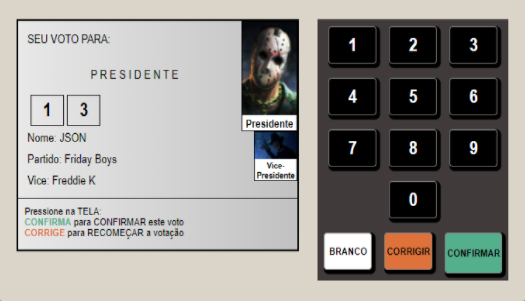 SEU VOTO PARA:
PRESIDENTE
1 3
Nome: JSON
Partido: Friday Boys
Vice: Freddie K
Presidente
Vice-
Presidente
Pressione na TELA:
CONFIRMA para CONFIRMAR este voto
CORRIGE para RECOMEÇAR a votação
1 2 3
4 5 6
7 8 9
0
BRANCO CORRIGIR CONFIRMAR